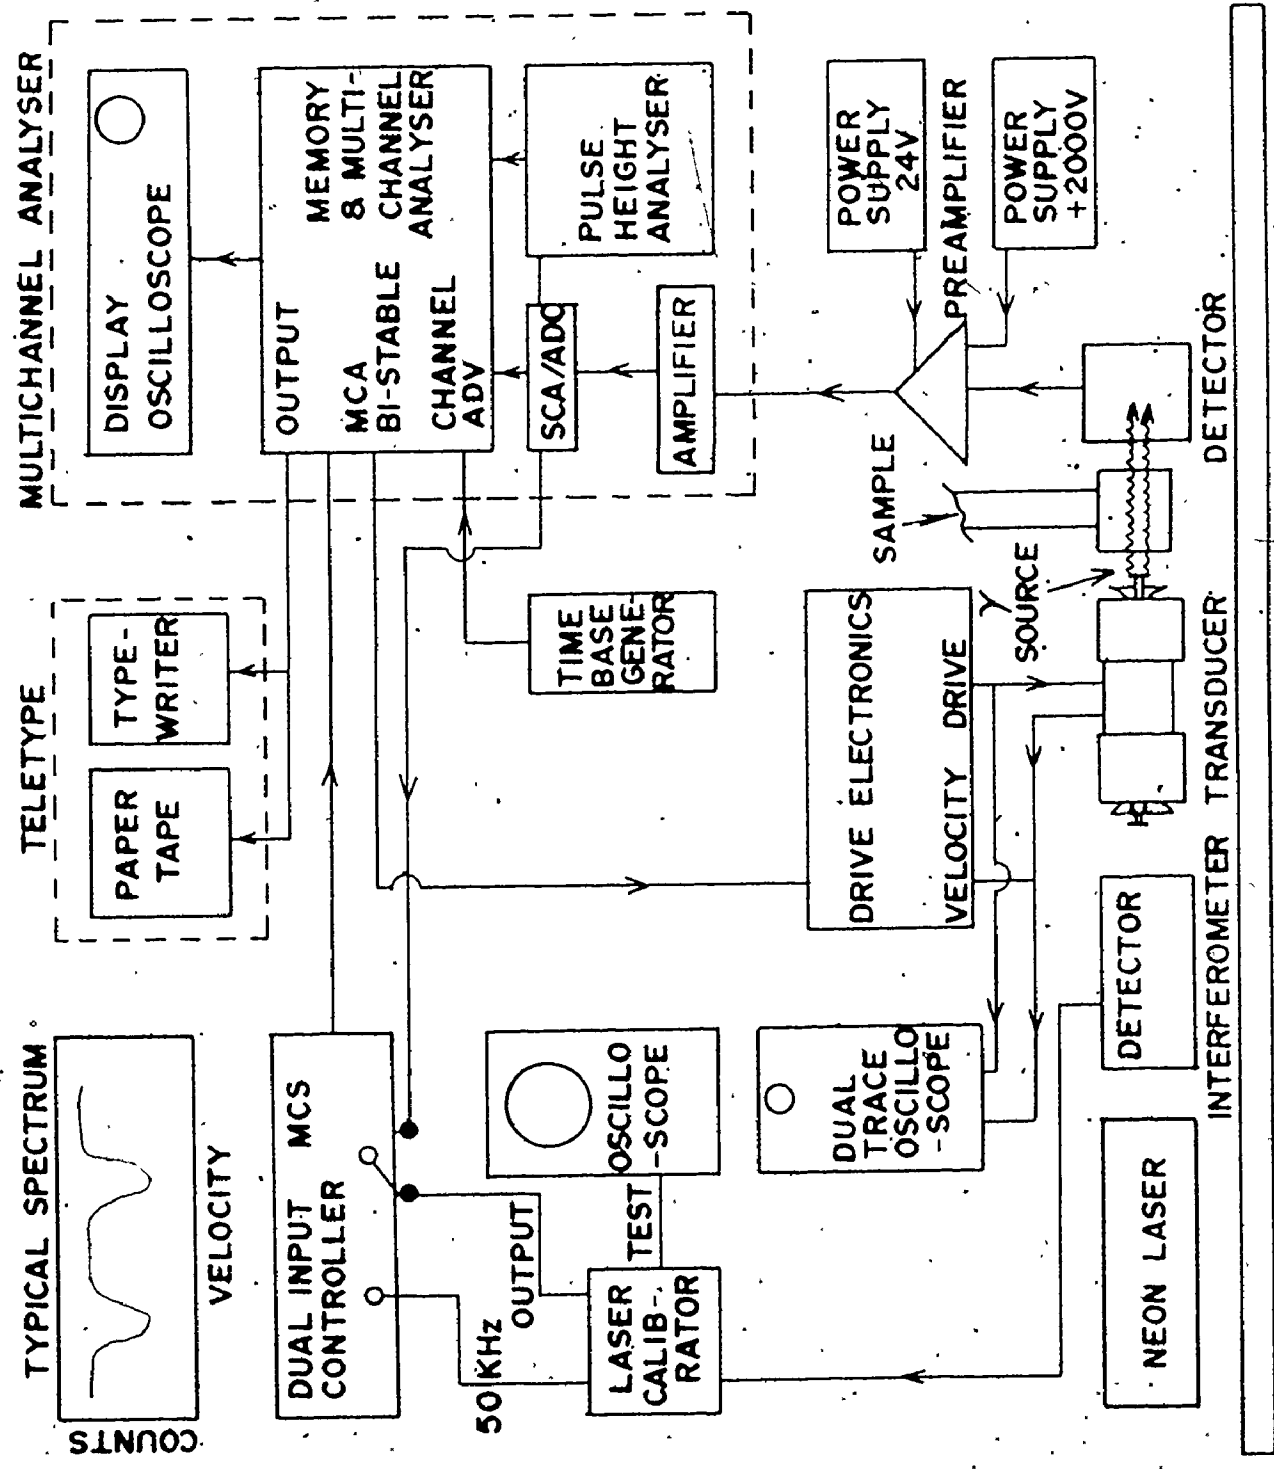 TYPICAL SPECTRUM
COUNTS
VELOCITY
TELETYPE
PAPER
TAPE
TYPE-
WRITER
MULTICHANNEL ANALYSER
DISPLAY
OSCILLOSCOPE
OUTPUT
MEMORY
& MULTI-
CHANNEL
ANALYSER
MCA
BI-STABLE
CHANNEL
ADV
DUAL INPUT MCS
CONTROLLER
50 KHz
OUTPUT
OSCILLO
-SCOPE
TEST
LASER
CALIB-
RATOR
TIME
BASE
GENE-
RATOR
SCA/ADC
PULSE
HEIGHT
ANALYSER
AMPLIFIER
DUAL
TRACE
OSCILLO
-SCOPE
DRIVE ELECTRONICS
VELOCITY DRIVE
POWER
SUPPLY
24V
PREAMPLIFIER
POWER
SUPPLY
+2000V
SAMPLE
γ
SOURCE
NEON LASER
DETECTOR
DETECTOR
INTERFEROMETER TRANSDUCER